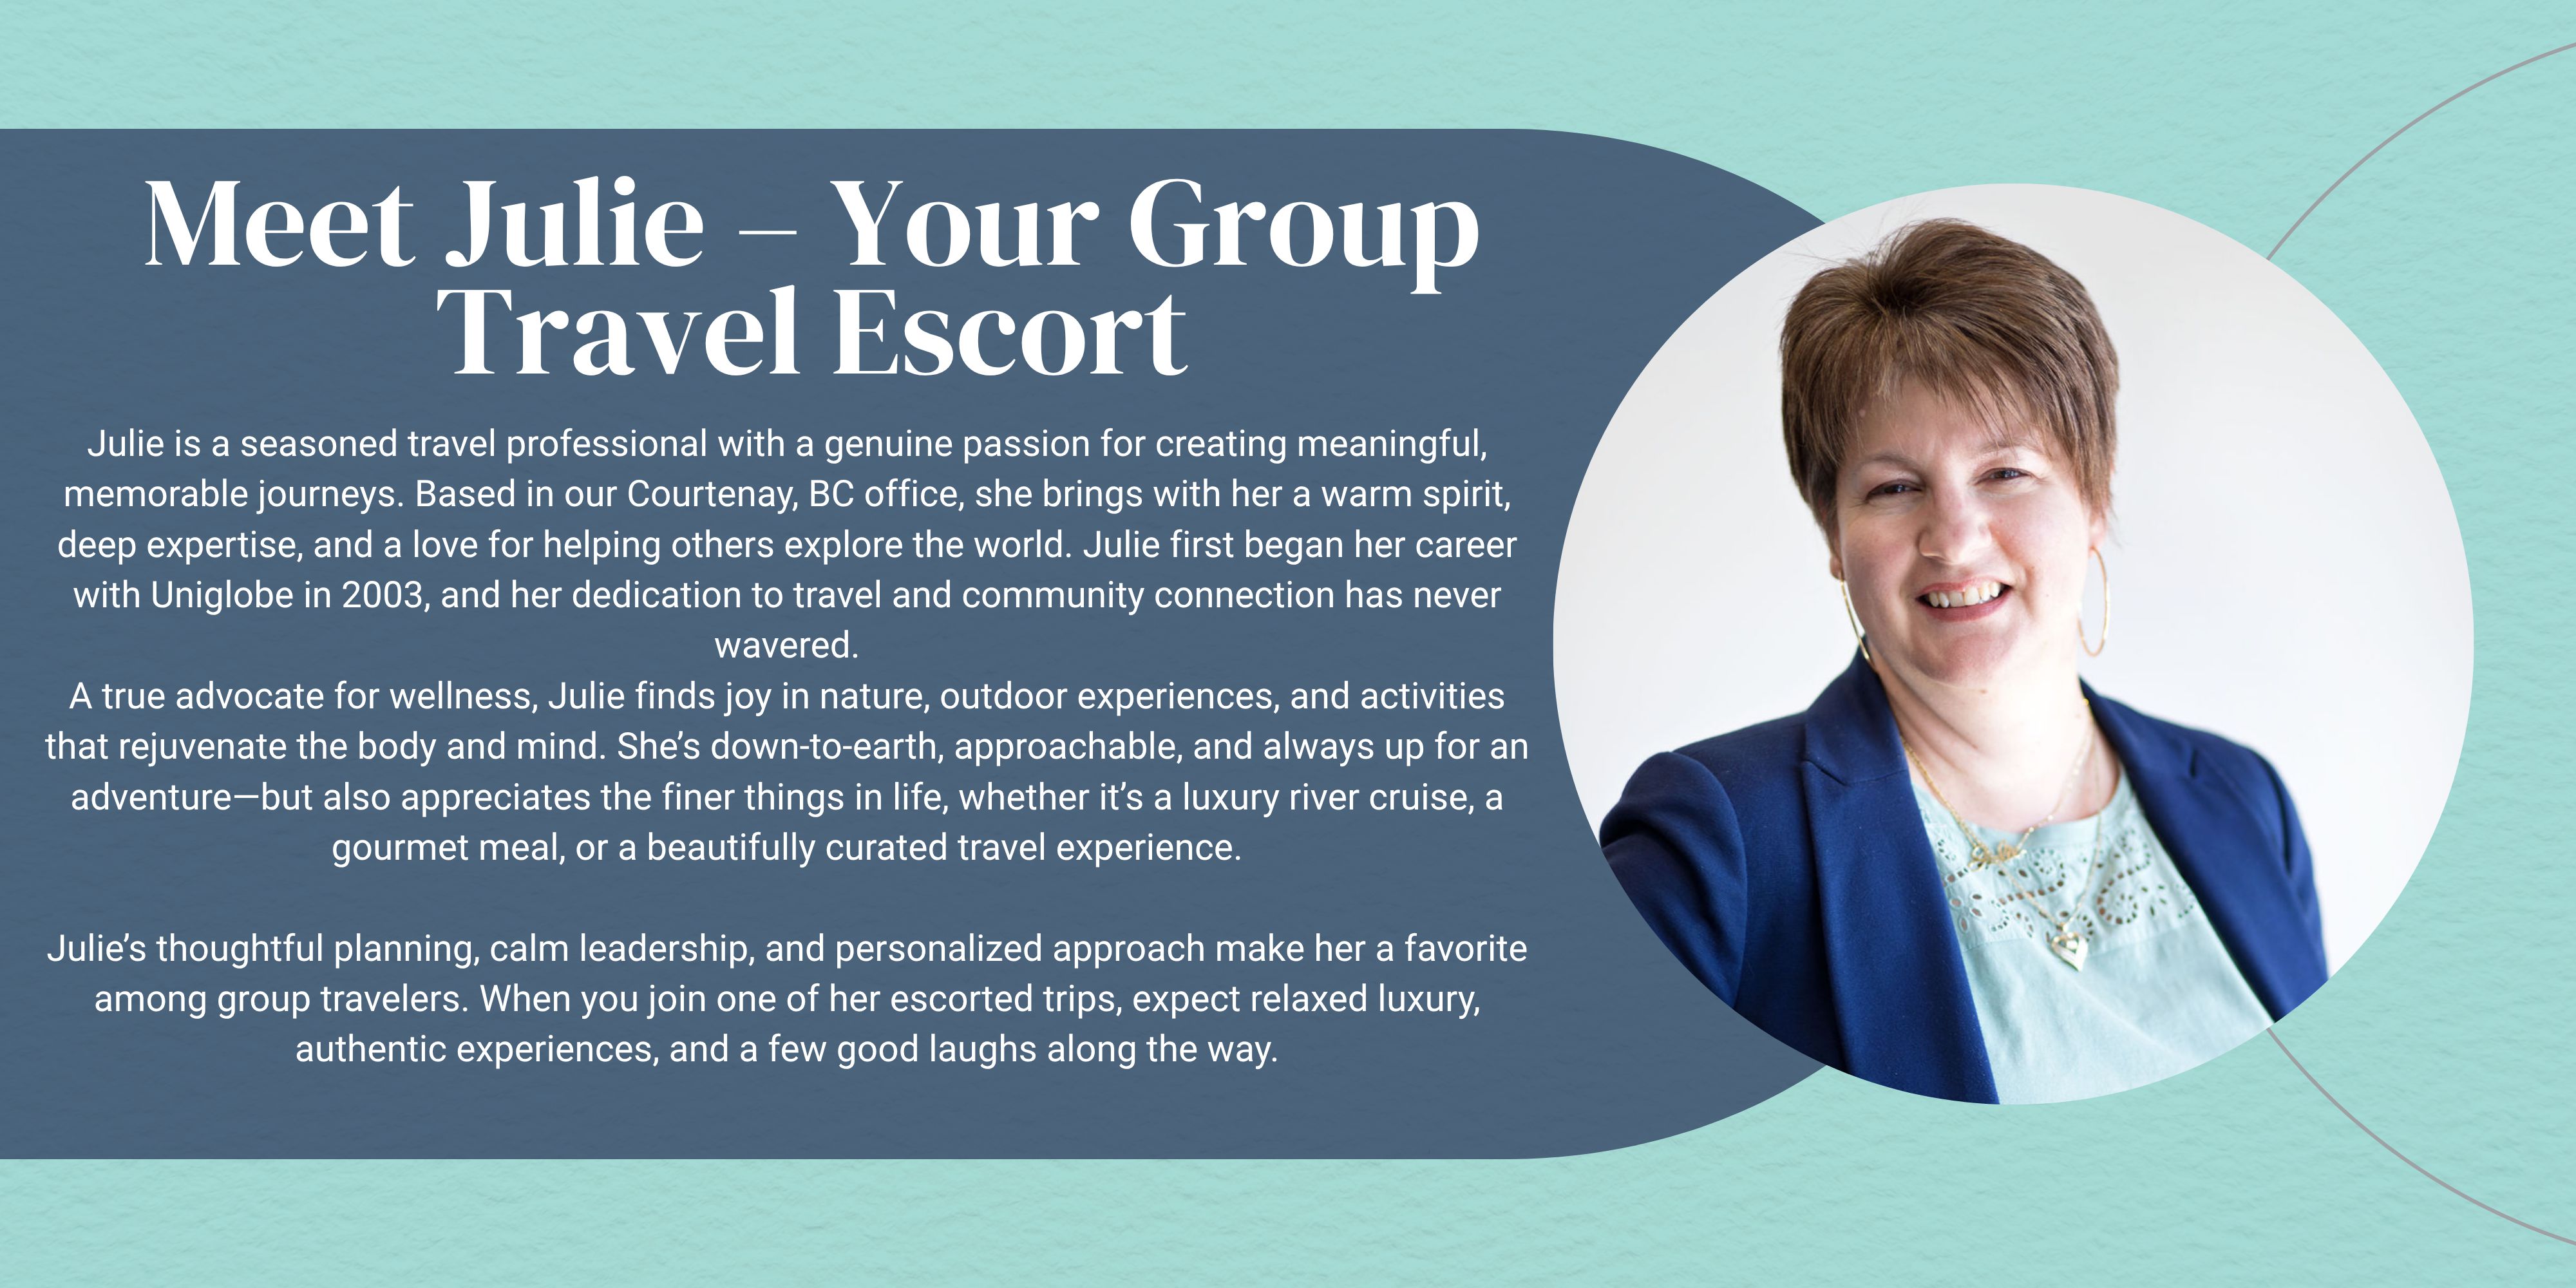 Meet Julie – Your Group
Travel Escort
Julie is a seasoned travel professional with a genuine passion for creating meaningful,
memorable journeys. Based in our Courtenay, BC office, she brings with her a warm spirit,
deep expertise, and a love for helping others explore the world. Julie first began her career
with Uniglobe in 2003, and her dedication to travel and community connection has never
wavered.
A true advocate for wellness, Julie finds joy in nature, outdoor experiences, and activities
that rejuvenate the body and mind. She’s down-to-earth, approachable, and always up for an
adventure—but also appreciates the finer things in life, whether it’s a luxury river cruise, a
gourmet meal, or a beautifully curated travel experience.
Julie’s thoughtful planning, calm leadership, and personalized approach make her a favorite
among group travelers. When you join one of her escorted trips, expect relaxed luxury,
authentic experiences, and a few good laughs along the way.